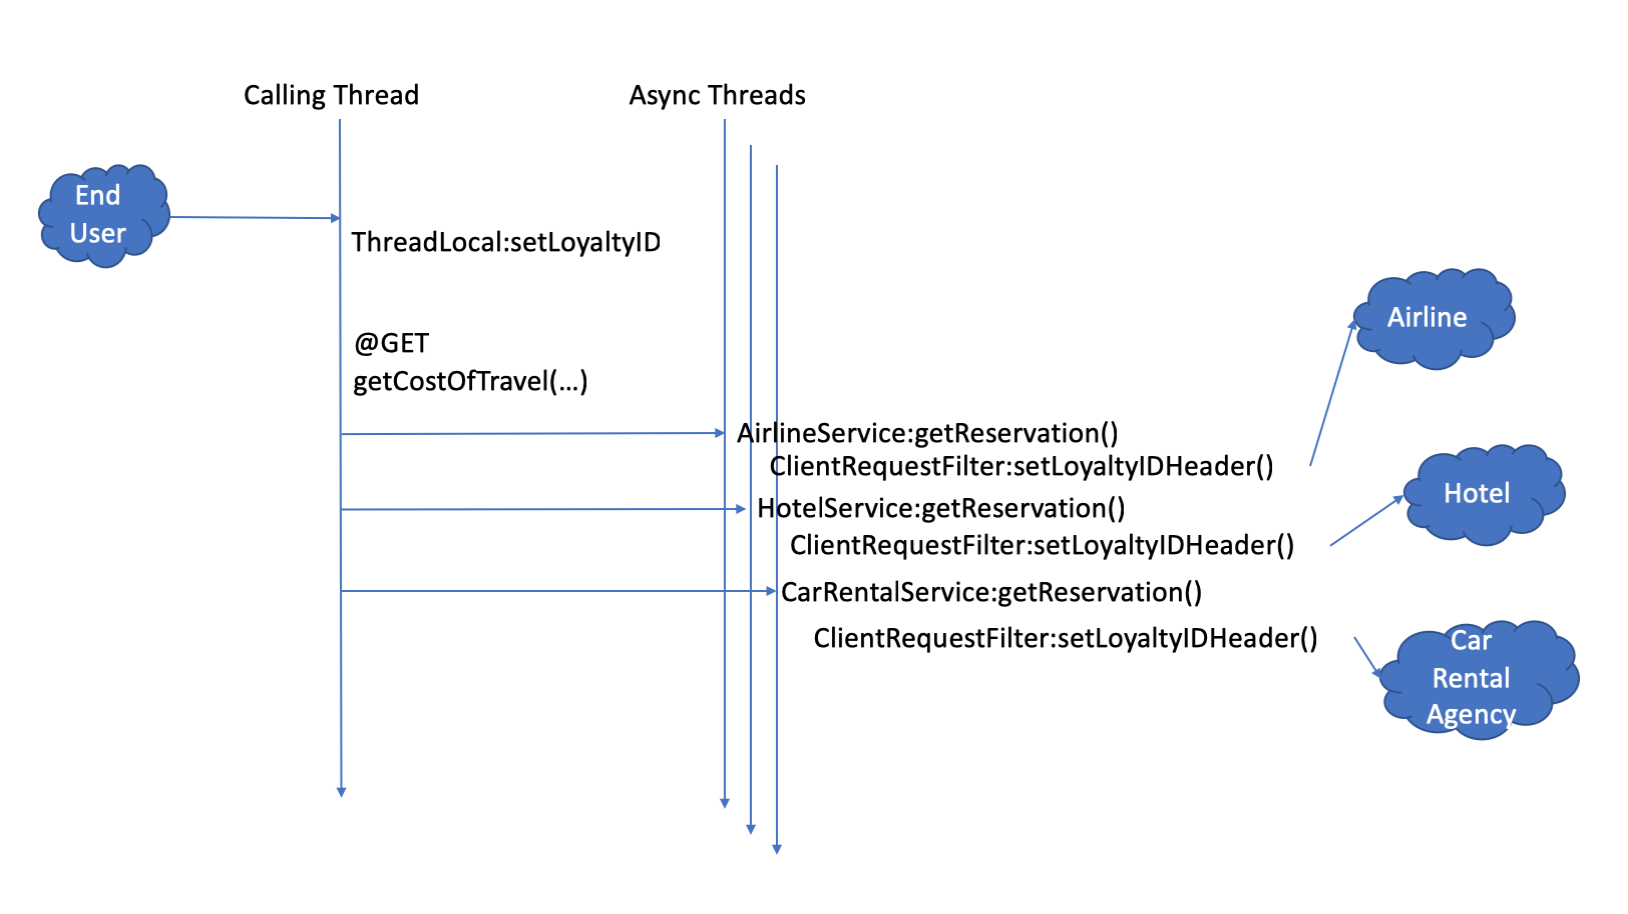 Calling Thread
Async Threads
End
User
ThreadLocal:setLoyaltyID
@GET
getCostOfTravel(...)
AirlineService:getReservation()
ClientRequestFilter:setLoyaltyIDHeader()
HotelService:getReservation()
ClientRequestFilter:setLoyaltyIDHeader()
CarRentalService:getReservation()
ClientRequestFilter:setLoyaltyIDHeader()
Airline
Hotel
Car
Rental
Agency